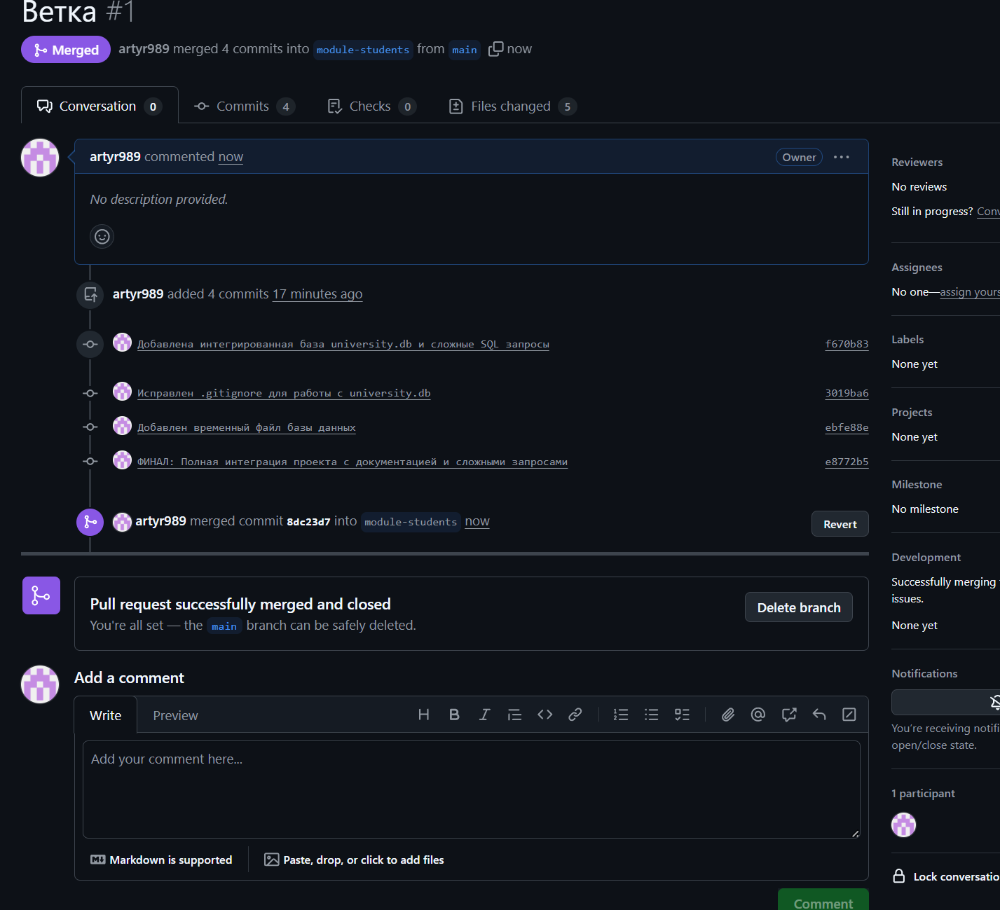 Ветка #1
Merged artyr989 merged 4 commits into module-students from main now
Conversation 0 Commits 4 Checks 0 Files changed 5
artyr989 commented now Owner
No description provided.
artyr989 added 4 commits 17 minutes ago
Добавлена интегрированная база university.db и сложные SQL запросы f670b83
Исправлен .gitignore для работы с university.db 3019ba6
Добавлен временный файл базы данных ebfe88e
ФИНАЛ: Полная интеграция проекта с документацией и сложными запросами e8772b5
artyr989 merged commit 8dc23d7 into module-students now Revert
Pull request successfully merged and closed
You're all set — the main branch can be safely deleted.
Delete branch
Add a comment
Write Preview
Add your comment here...
Markdown is supported Paste, drop, or click to add files
Comment
Reviewers
No reviews
Still in progress? Conv
Assignees
No one—assign yours
Labels
None yet
Projects
None yet
Milestone
No milestone
Development
Successfully merging
issues.
None yet
Notifications
You're receiving notifi
open/close state.
1 participant
Lock conversatio